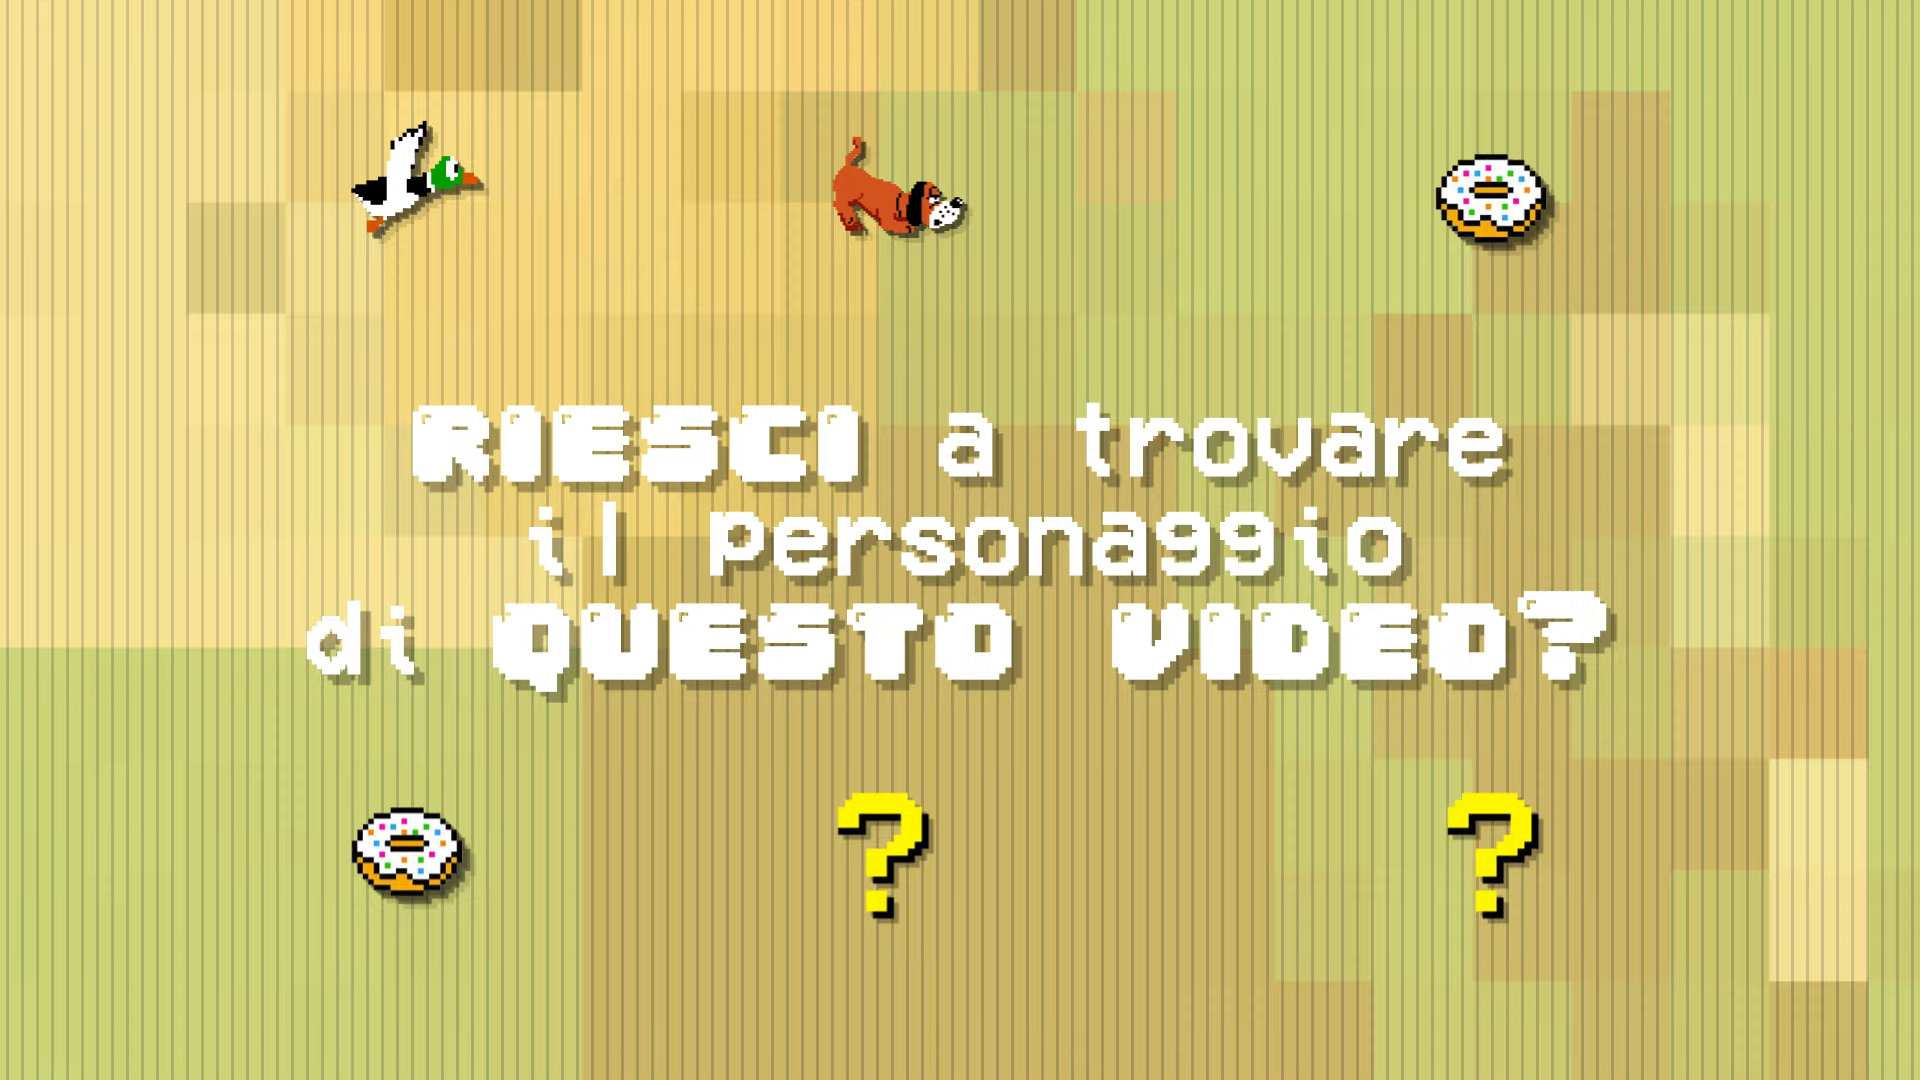 RIESCI a trovare
il personaggio
di QUESTO VIDEO?
? ?